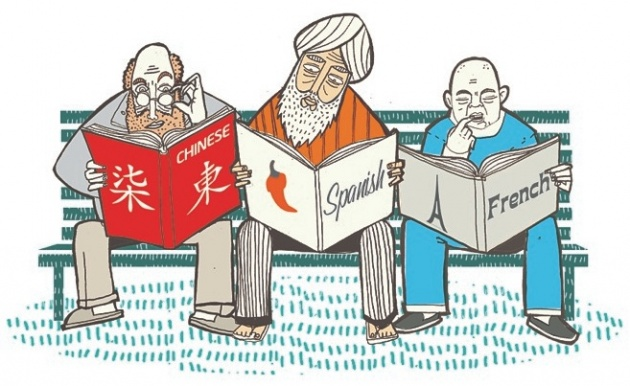 CHINESE
柒 東
Spanish
French